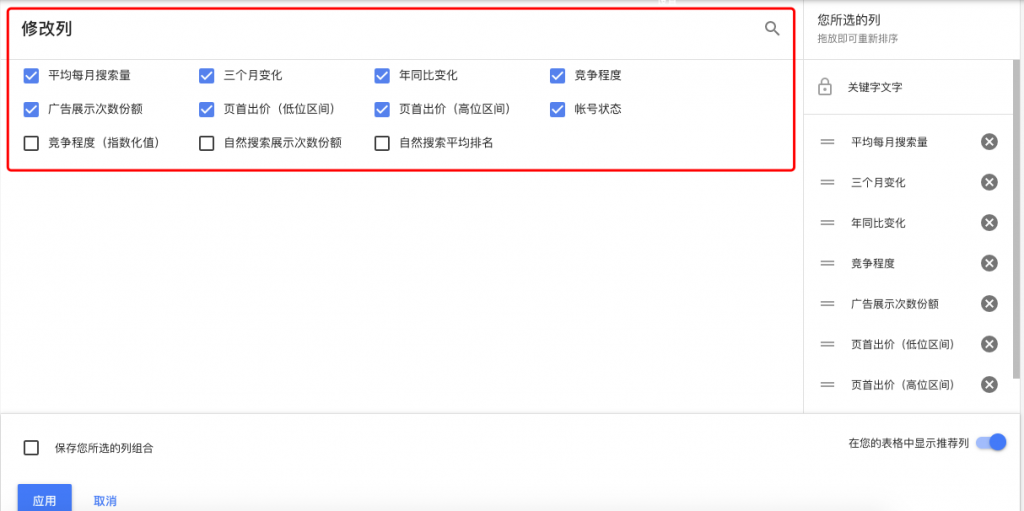 修改列
平均每月搜索量 三个月变化 年同比变化 竞争程度
广告展示次数份额 页首出价（低位区间） 页首出价（高位区间） 帐号状态
竞争程度（指数化值） 自然搜索展示次数份额 自然搜索平均排名
您所选的列
拖放即可重新排序
关键字文字
平均每月搜索量
三个月变化
年同比变化
竞争程度
广告展示次数份额
页首出价（低位区间）
页首出价（高位区间）
保存您所选的列组合
在您的表格中显示推荐列
应用 取消